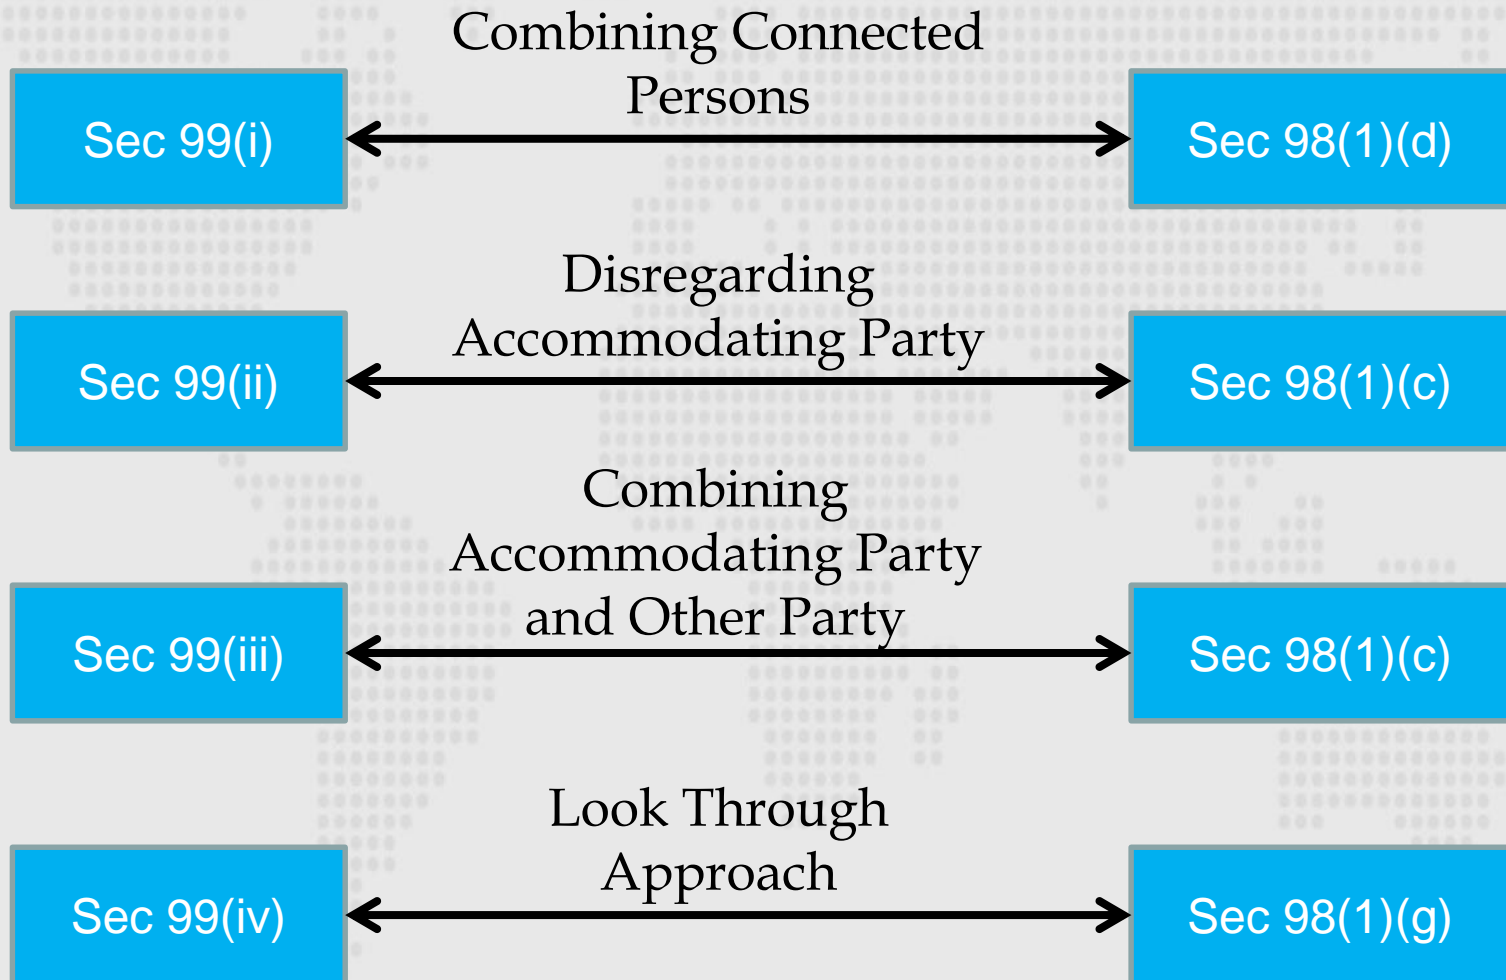 Combining Connected
Persons
Sec 99(i)
Sec 98(1)(d)
Disregarding
Accommodating Party
Sec 99(ii)
Sec 98(1)(c)
Combining
Accommodating Party
and Other Party
Sec 99(iii)
Sec 98(1)(c)
Look Through
Approach
Sec 99(iv)
Sec 98(1)(g)